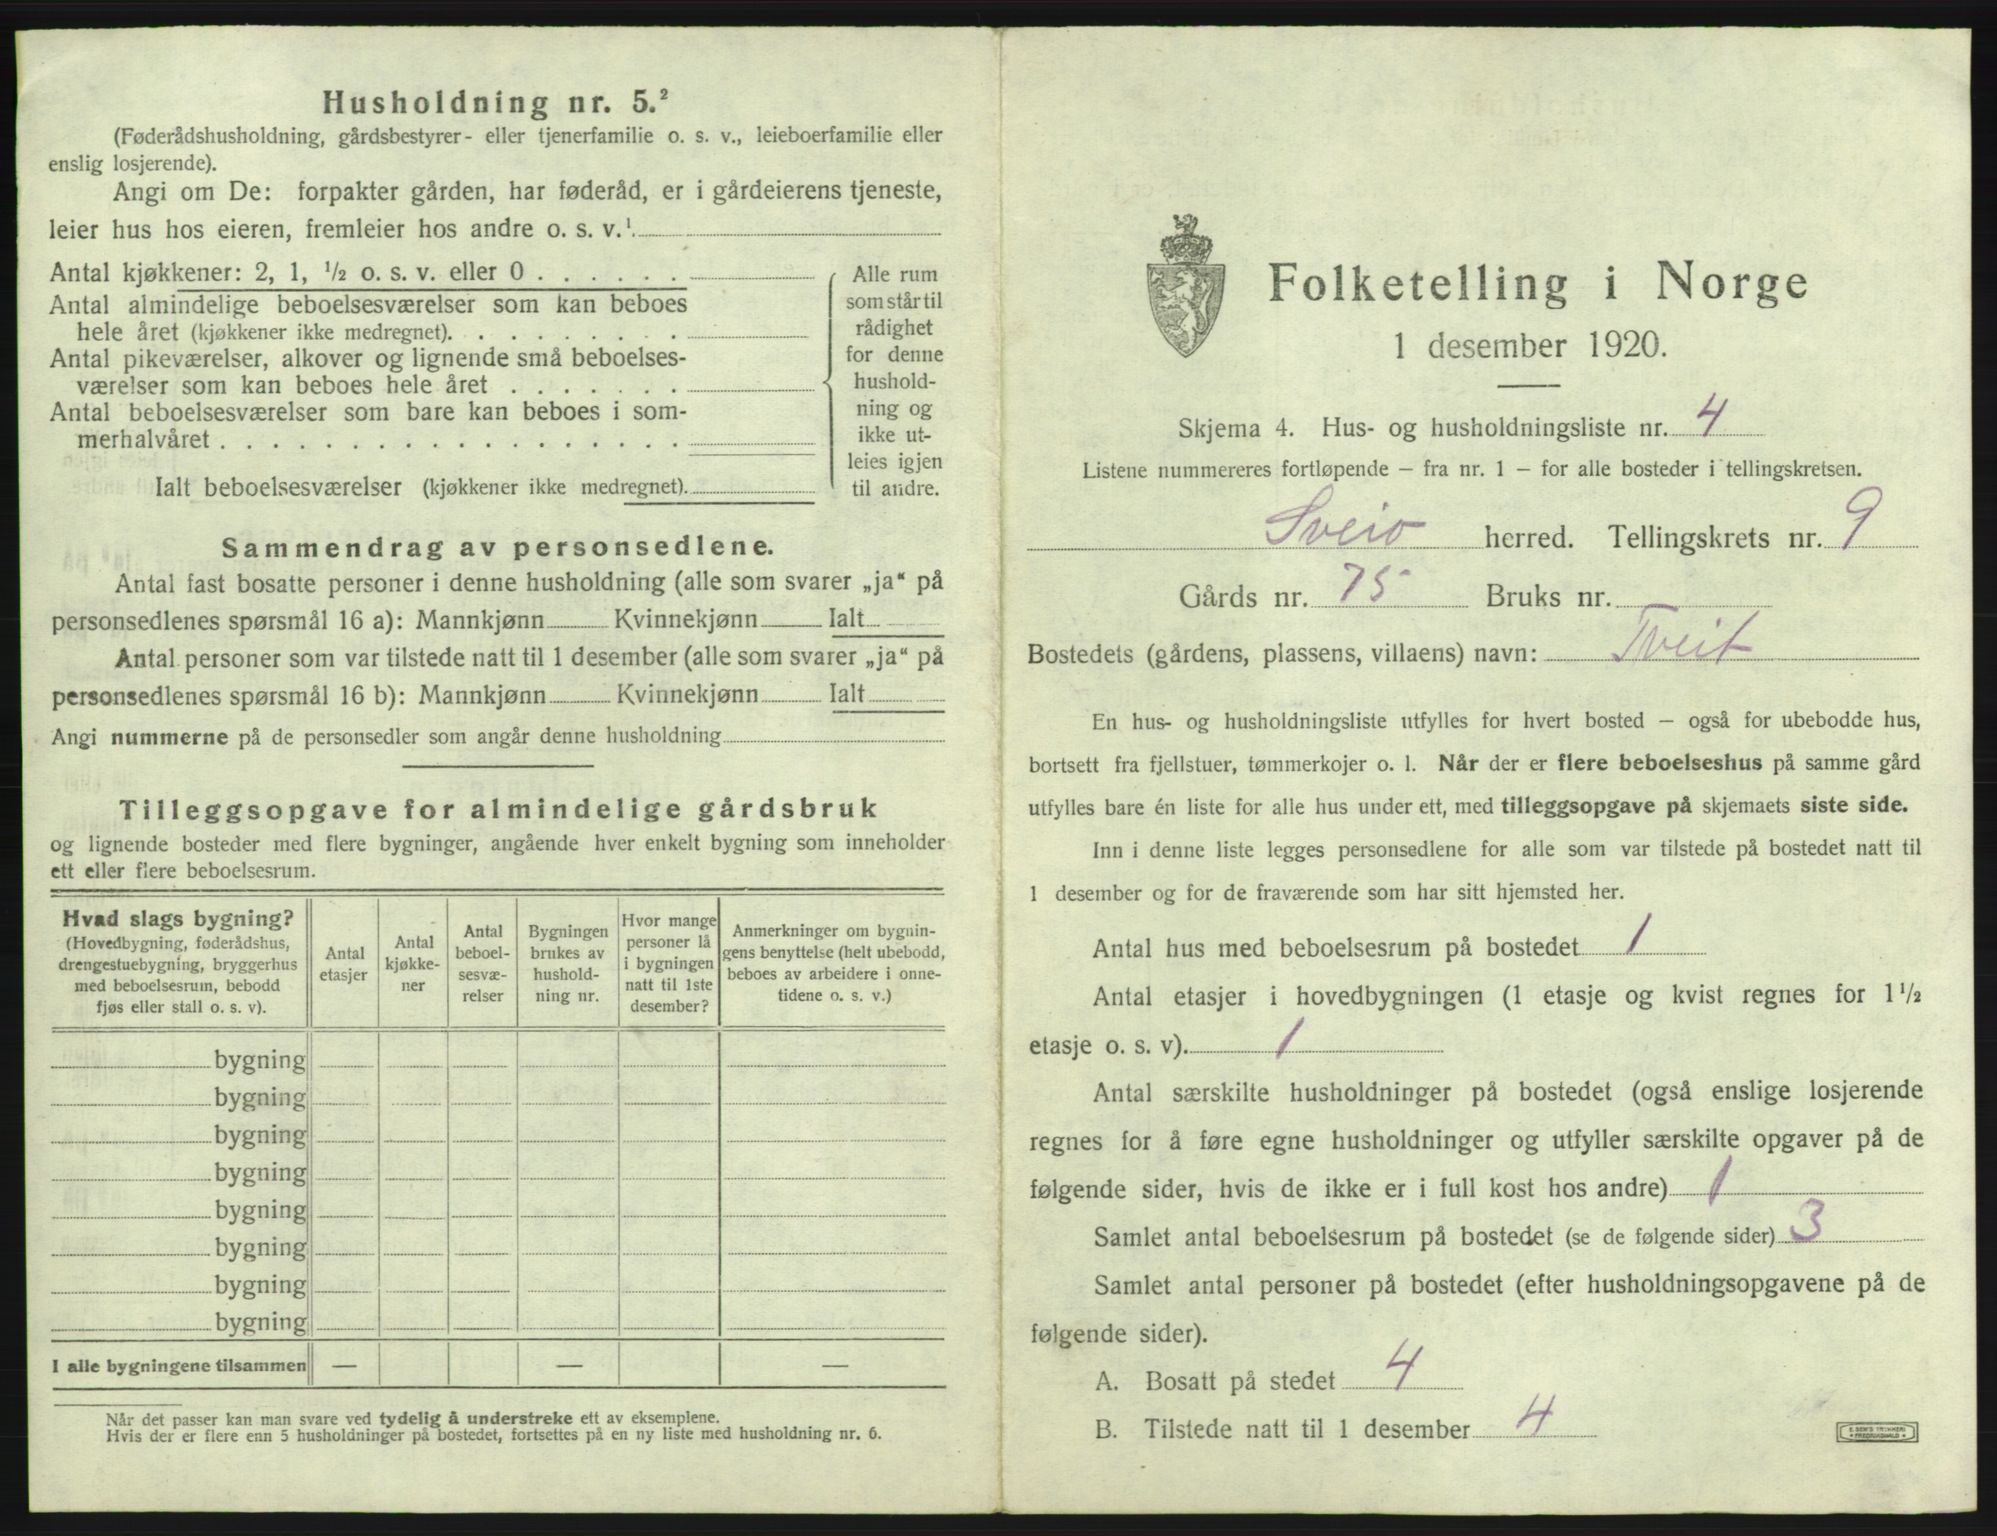 Husholdning nr. 5.²
(Føderådshusholdning, gårdsbestyrer- eller tjenerfamilie o. s. v., leieboerfamilie eller
enslig losjerende).
Angi om De: forpakter gården, har føderåd, er i gårdeierens tjeneste,
leier hus hos eieren, fremleier hos andre o. s. v.¹
Antal kjøkkener: 2, 1, ½ o. s. v. eller 0 . . . . . .
Antal almindelige beboelsesværelser som kan beboes
hele året (kjøkkener ikke medregnet). . . . . . . . .
Antal pikeværelser, alkover og lignende små beboelses-
værelser som kan beboes hele året . . . . . . .
Antal beboelsesværelser som bare kan beboes i som-
merhalvåret . . . . . . . . . . . . . . . . . .
Ialt beboelsesværelser (kjøkkener ikke medregnet).
Alle rum
som står til
rådighet
for denne
hushold-
ning og
ikke ut-
leies igjen
til andre.
Sammendrag av personsedlene.
Antal fast bosatte personer i denne husholdning (alle som svarer „ja“ på
personsedlenes spørsmål 16 a): Mannkjønn Kvinnekjønn Ialt
Antal personer som var tilstede natt til 1 desember (alle som svarer „ja“ på
personsedlenes spørsmål 16 b): Mannkjønn Kvinnekjønn Ialt
Angi nummerne på de personsedler som angår denne husholdning
Tilleggsopgave for almindelige gårdsbruk
og lignende bosteder med flere bygninger, angående hver enkelt bygning som inneholder
ett eller flere beboelsesrum.
Hvad slags bygning?
(Hovedbygning, føderådshus,
drengestuebygning, bryggerhus
med beboelsesrum, bebodd
fjøs eller stall o. s. v).
Antal
etasjer
Antal
kjøkke-
ner
Antal
beboel-
sesvæ-
relser
Bygningen
brukes av
hushold-
ning nr.
Hvor mange
personer lå
i bygningen
natt til 1ste
desember?
Anmerkninger om bygnin-
gens benyttelse (helt ubebodd,
beboes av arbeidere i onne-
tidene o. s. v.)
bygning
bygning
bygning
bygning
bygning
bygning
bygning
bygning
I alle bygningene tilsammen — — —
Når det passer kan man svare ved tydelig å understreke ett av eksemplene.
Hvis der er flere enn 5 husholdninger på bostedet, fortsettes på en ny liste med husholdning nr. 6.
Folketelling i Norge
1 desember 1920.
Skjema 4. Hus- og husholdningsliste nr. 4
Listene nummereres fortløpende – fra nr. 1 – for alle bosteder i tellingskretsen.
Sveio herred. Tellingskrets nr. 9
Gårds nr. 75 Bruks nr.
Bostedets (gårdens, plassens, villaens) navn: Tveit
En hus- og husholdningsliste utfylles for hvert bosted – også for ubebodde hus,
bortsett fra fjellstuer, tømmerkojer o. l. Når der er flere beboelseshus på samme gård
utfylles bare én liste for alle hus under ett, med tilleggsopgave på skjemaets siste side.
Inn i denne liste legges personsedlene for alle som var tilstede på bostedet natt til
1 desember og for de fraværende som har sitt hjemsted her.
Antal hus med beboelsesrum på bostedet 1
Antal etasjer i hovedbygningen (1 etasje og kvist regnes for 1½
etasje o. s. v). 1
Antal særskilte husholdninger på bostedet (også enslige losjerende
regnes for å føre egne husholdninger og utfyller særskilte opgaver på de
følgende sider, hvis de ikke er i full kost hos andre) 1
Samlet antal beboelsesrum på bostedet (se de følgende sider) 3
Samlet antal personer på bostedet (efter husholdningsopgavene på de
følgende sider).
A. Bosatt på stedet 4
B. Tilstede natt til 1 desember 4